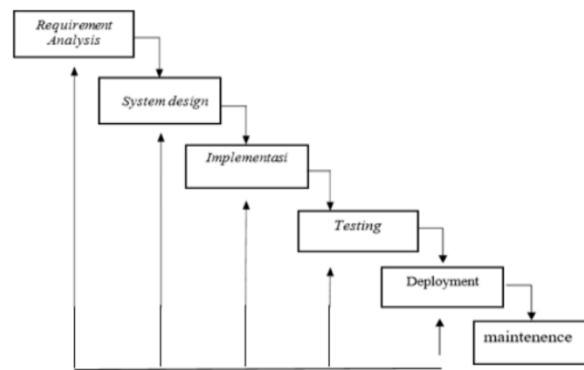 Requirement
Analysis
System design
Implementasi
Testing
Deployment
maintenence